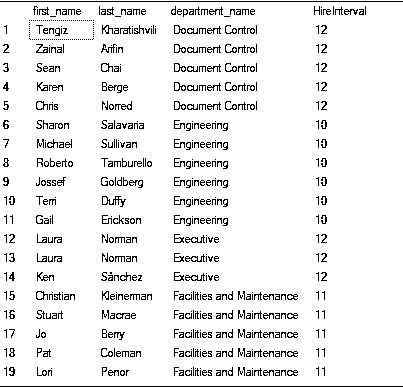 first_name last_name department_name HireInterval
1 Tengiz Kharatishvili Document Control 12
2 Zainal Arifin Document Control 12
3 Sean Chai Document Control 12
4 Karen Berge Document Control 12
5 Chris Norred Document Control 12
6 Sharon Salavaria Engineering 10
7 Michael Sullivan Engineering 10
8 Roberto Tamburello Engineering 10
9 Jossef Goldberg Engineering 10
10 Terri Duffy Engineering 10
11 Gail Erickson Engineering 10
12 Laura Norman Executive 12
13 Laura Norman Executive 12
14 Ken Sánchez Executive 12
15 Christian Kleinerman Facilities and Maintenance 11
16 Stuart Macrae Facilities and Maintenance 11
17 Jo Berry Facilities and Maintenance 11
18 Pat Coleman Facilities and Maintenance 11
19 Lori Penor Facilities and Maintenance 11